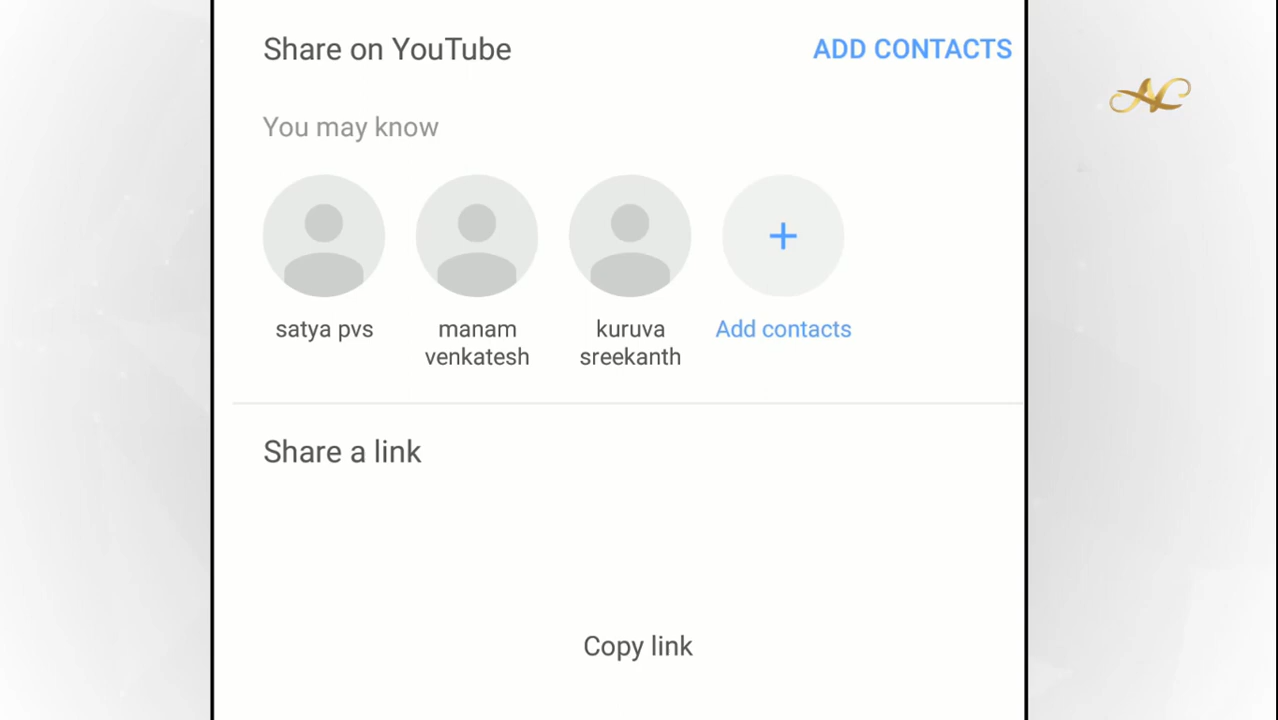 Share on YouTube ADD CONTACTS
You may know
satya pvs
manam
venkatesh
kuruva
sreekanth
Add contacts
Share a link
Copy link